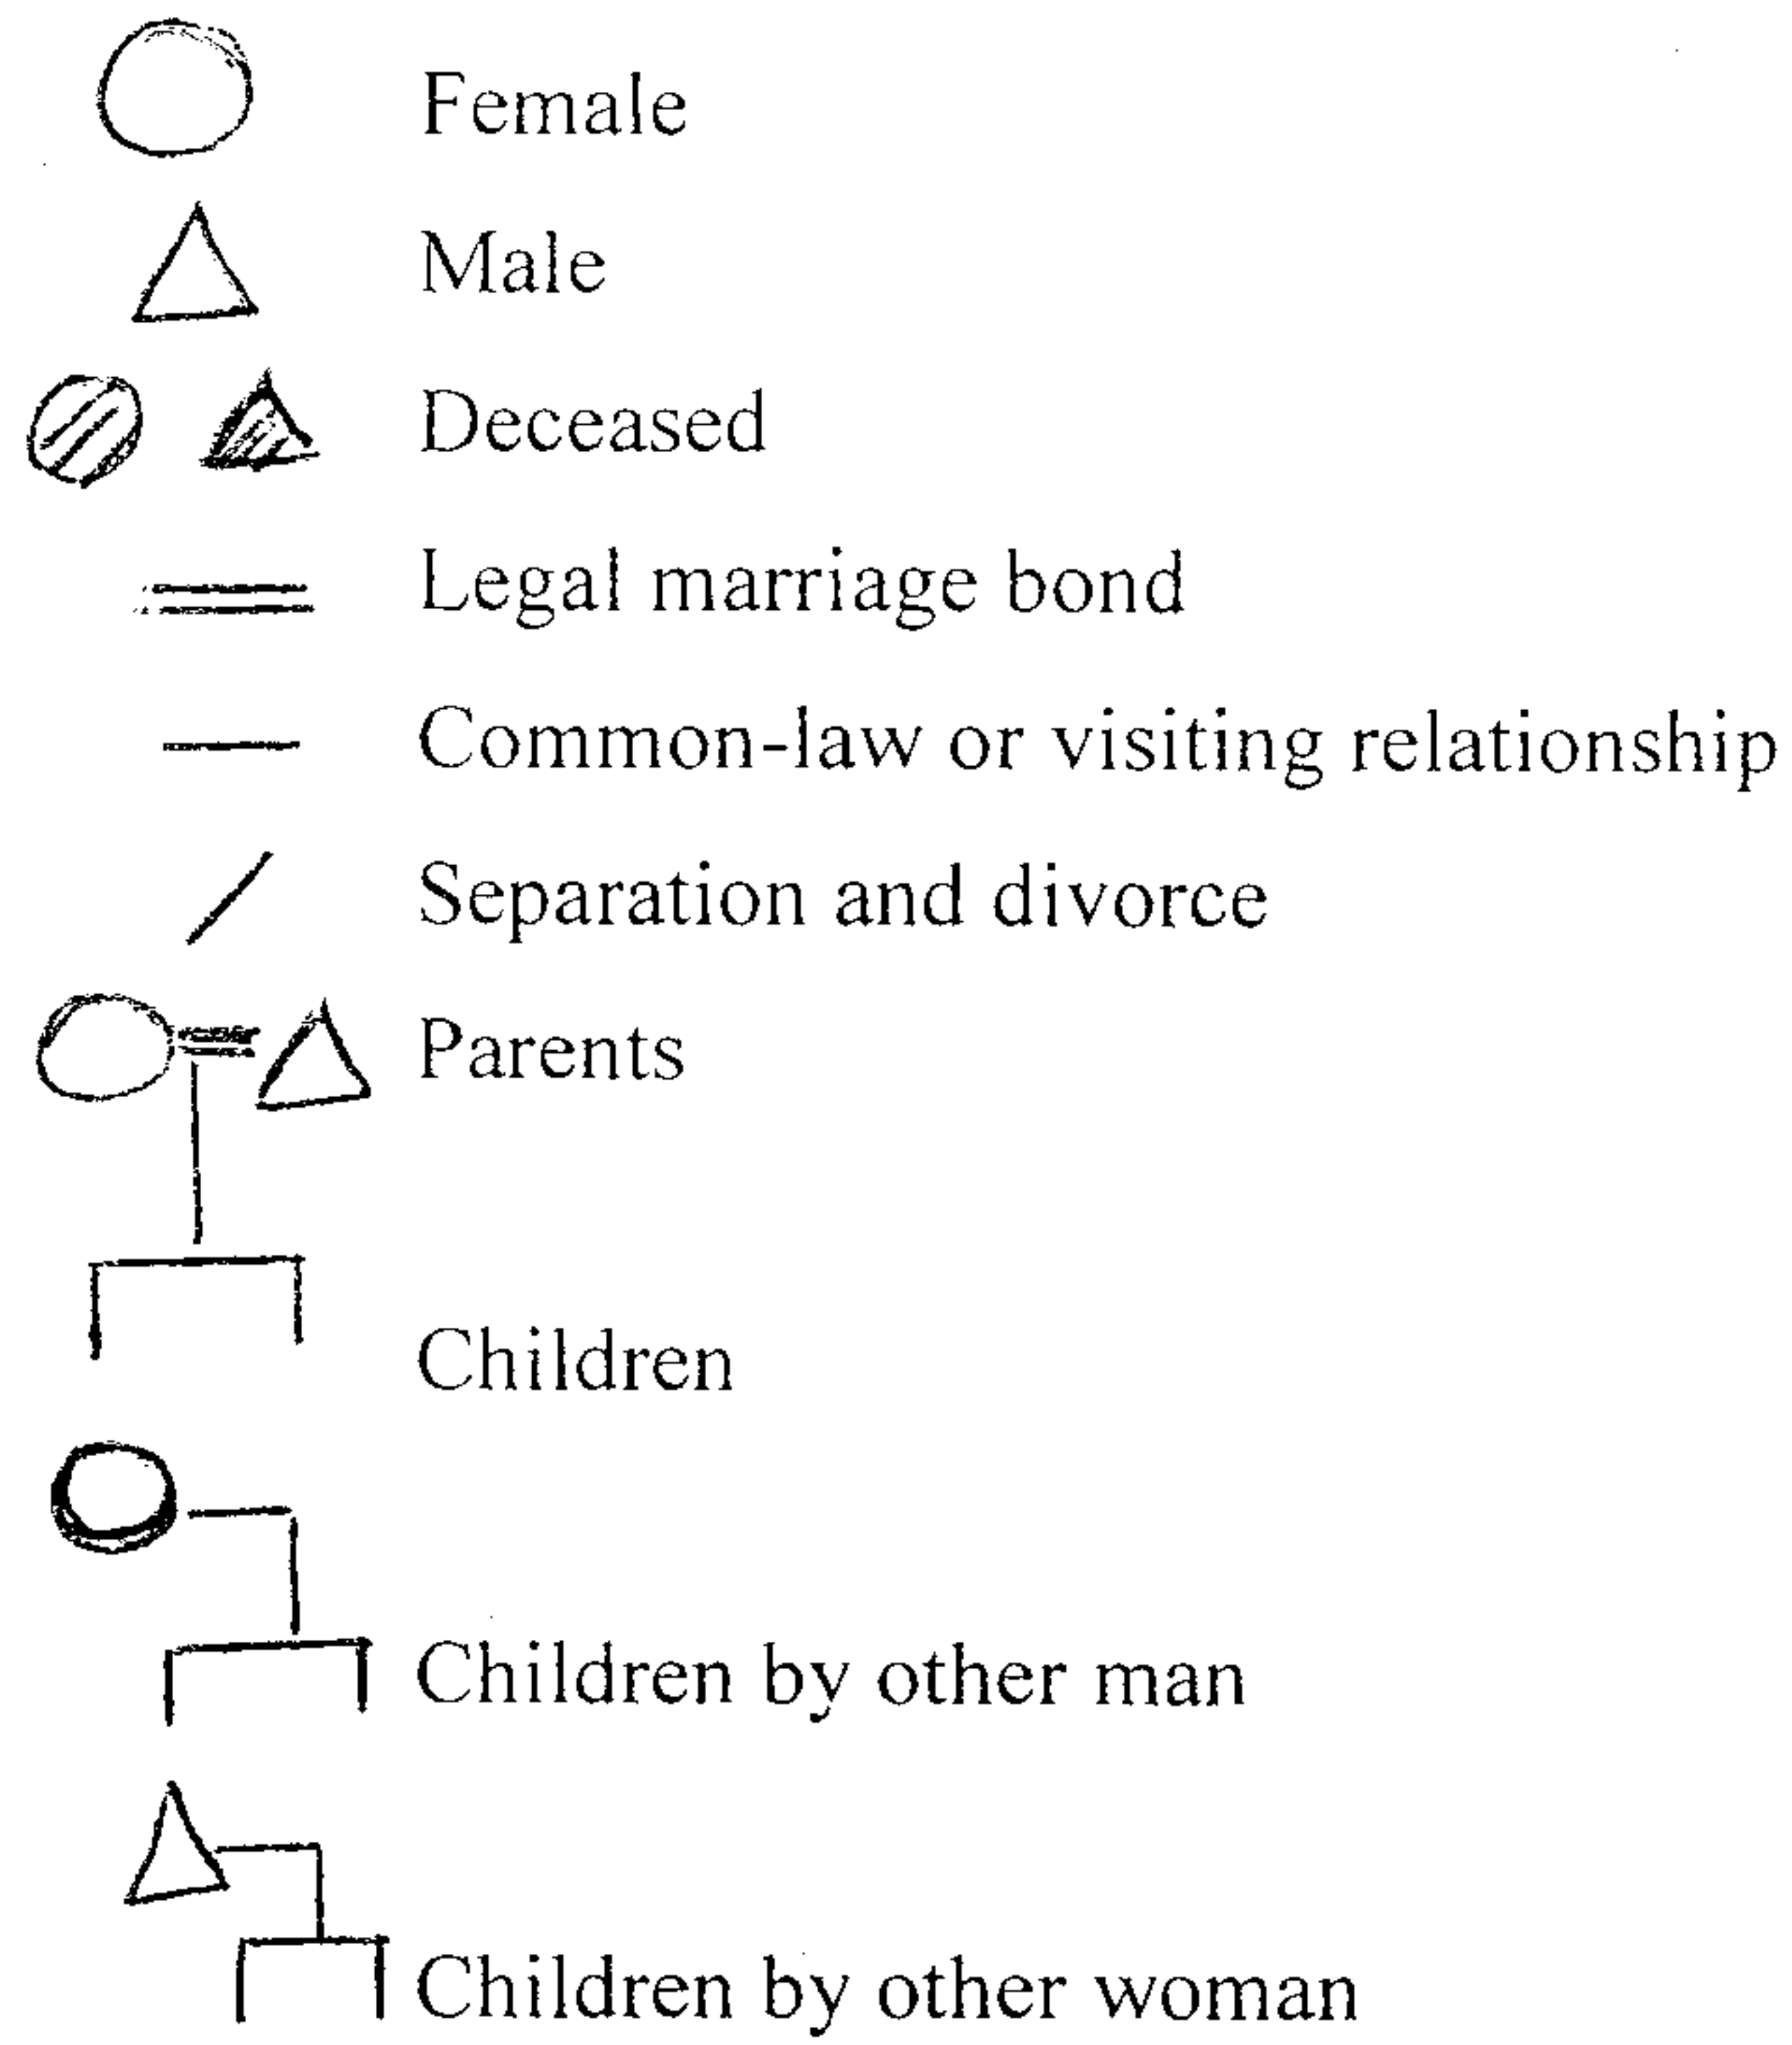 Female
Male
Deceased
Legal marriage bond
Common-law or visiting relationship
Separation and divorce
Parents
Children
Children by other man
Children by other woman